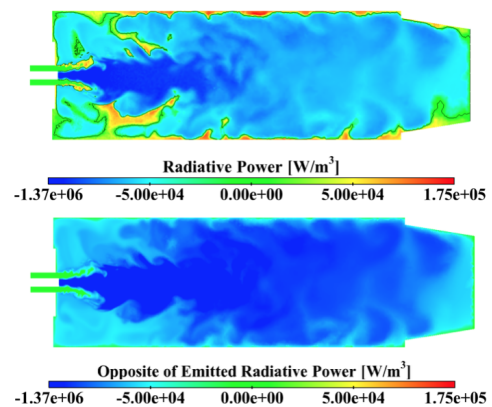 Radiative Power [W/m³]
-1.37e+06 -5.00e+04 0.00e+00 5.00e+04 1.75e+05
Opposite of Emitted Radiative Power [W/m³]
-1.37e+06 -5.00e+04 0.00e+00 5.00e+04 1.75e+05